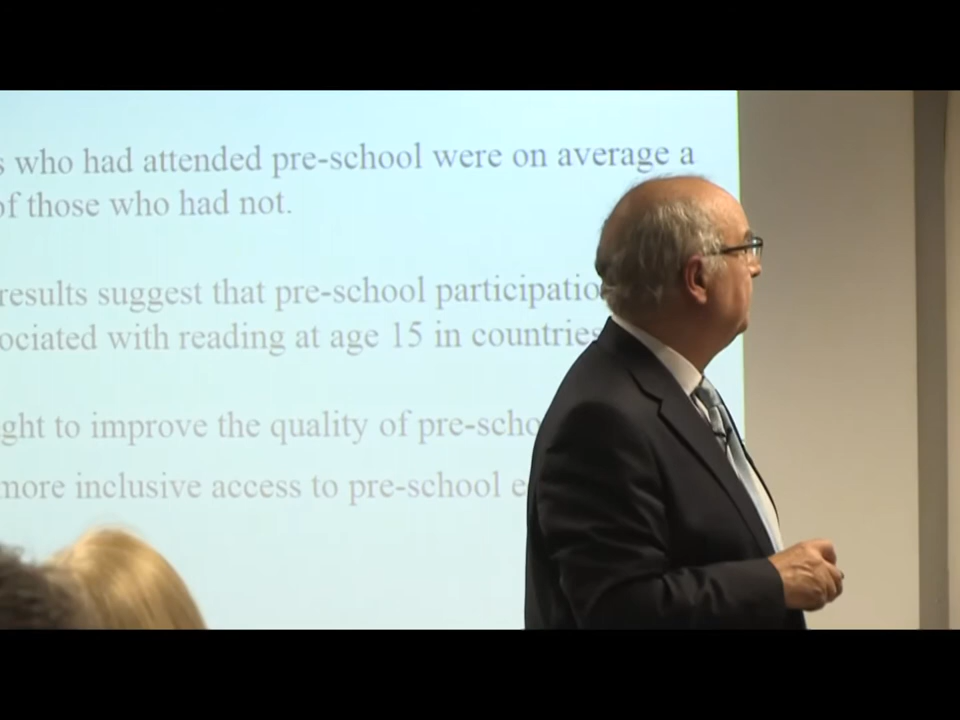 s who had attended pre-school were on average a
of those who had not.
results suggest that pre-school participatio
ociated with reading at age 15 in countries
ght to improve the quality of pre-scho
more inclusive access to pre-school e